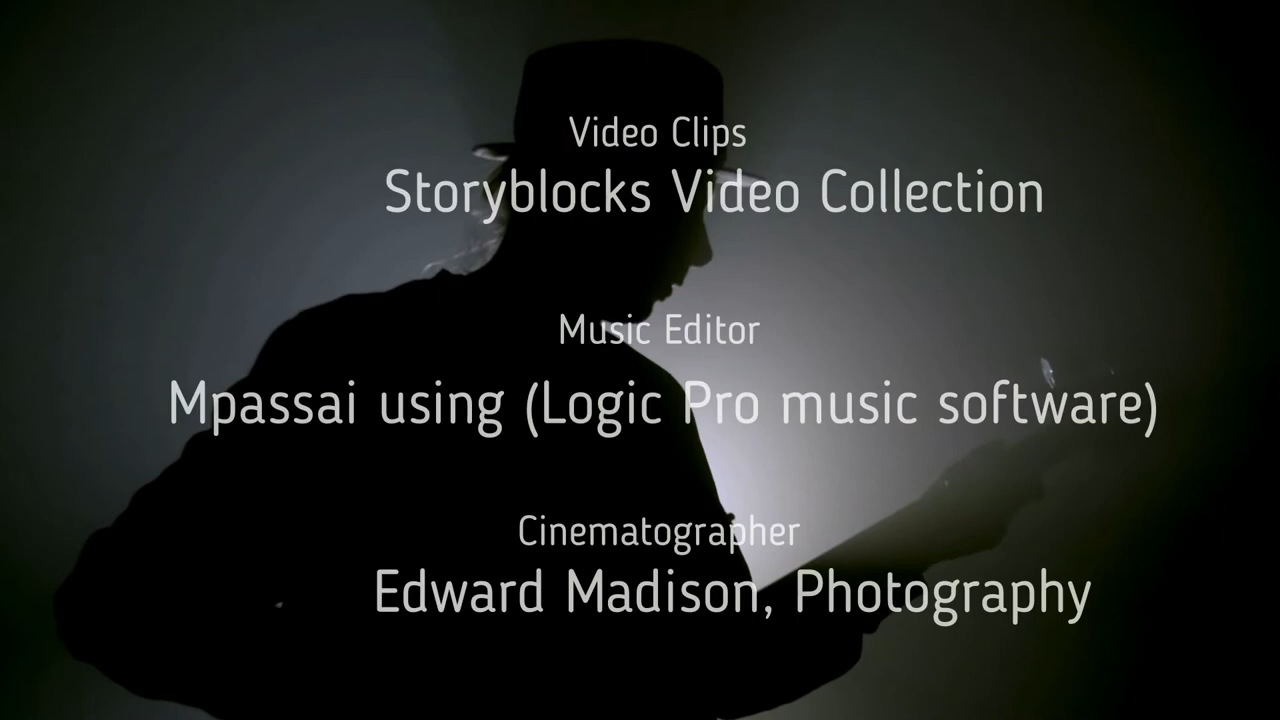 Video Clips
Storyblocks Video Collection
Music Editor
Mpassai using (Logic Pro music software)
Cinematographer
Edward Madison, Photography